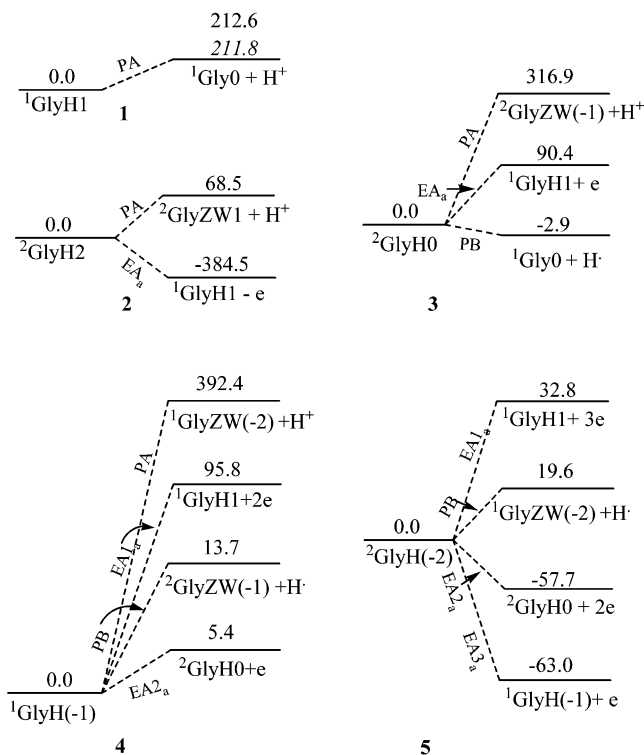 212.6
211.8
0.0
PA
¹Gly0 + H⁺
¹GlyH1
1
68.5
PA
²GlyZW1 + H⁺
0.0
²GlyH2
EAₐ
-384.5
¹GlyH1 - e
2
316.9
²GlyZW(-1) +H⁺
PA
90.4
EAₐ
¹GlyH1+ e
0.0
²GlyH0
PB
-2.9
¹Gly0 + H·
3
392.4
¹GlyZW(-2) +H⁺
PA
95.8
¹GlyH1+2e
EA1ₐ
13.7
²GlyZW(-1) + H·
PB
5.4
²GlyH0+e
0.0
EA2ₐ
¹GlyH(-1)
4
32.8
¹GlyH1+ 3e
EA1ₐ
19.6
PB
¹GlyZW(-2) +H·
0.0
²GlyH(-2)
EA2ₐ
-57.7
²GlyH0 + 2e
EA3ₐ
-63.0
¹GlyH(-1)+ e
5